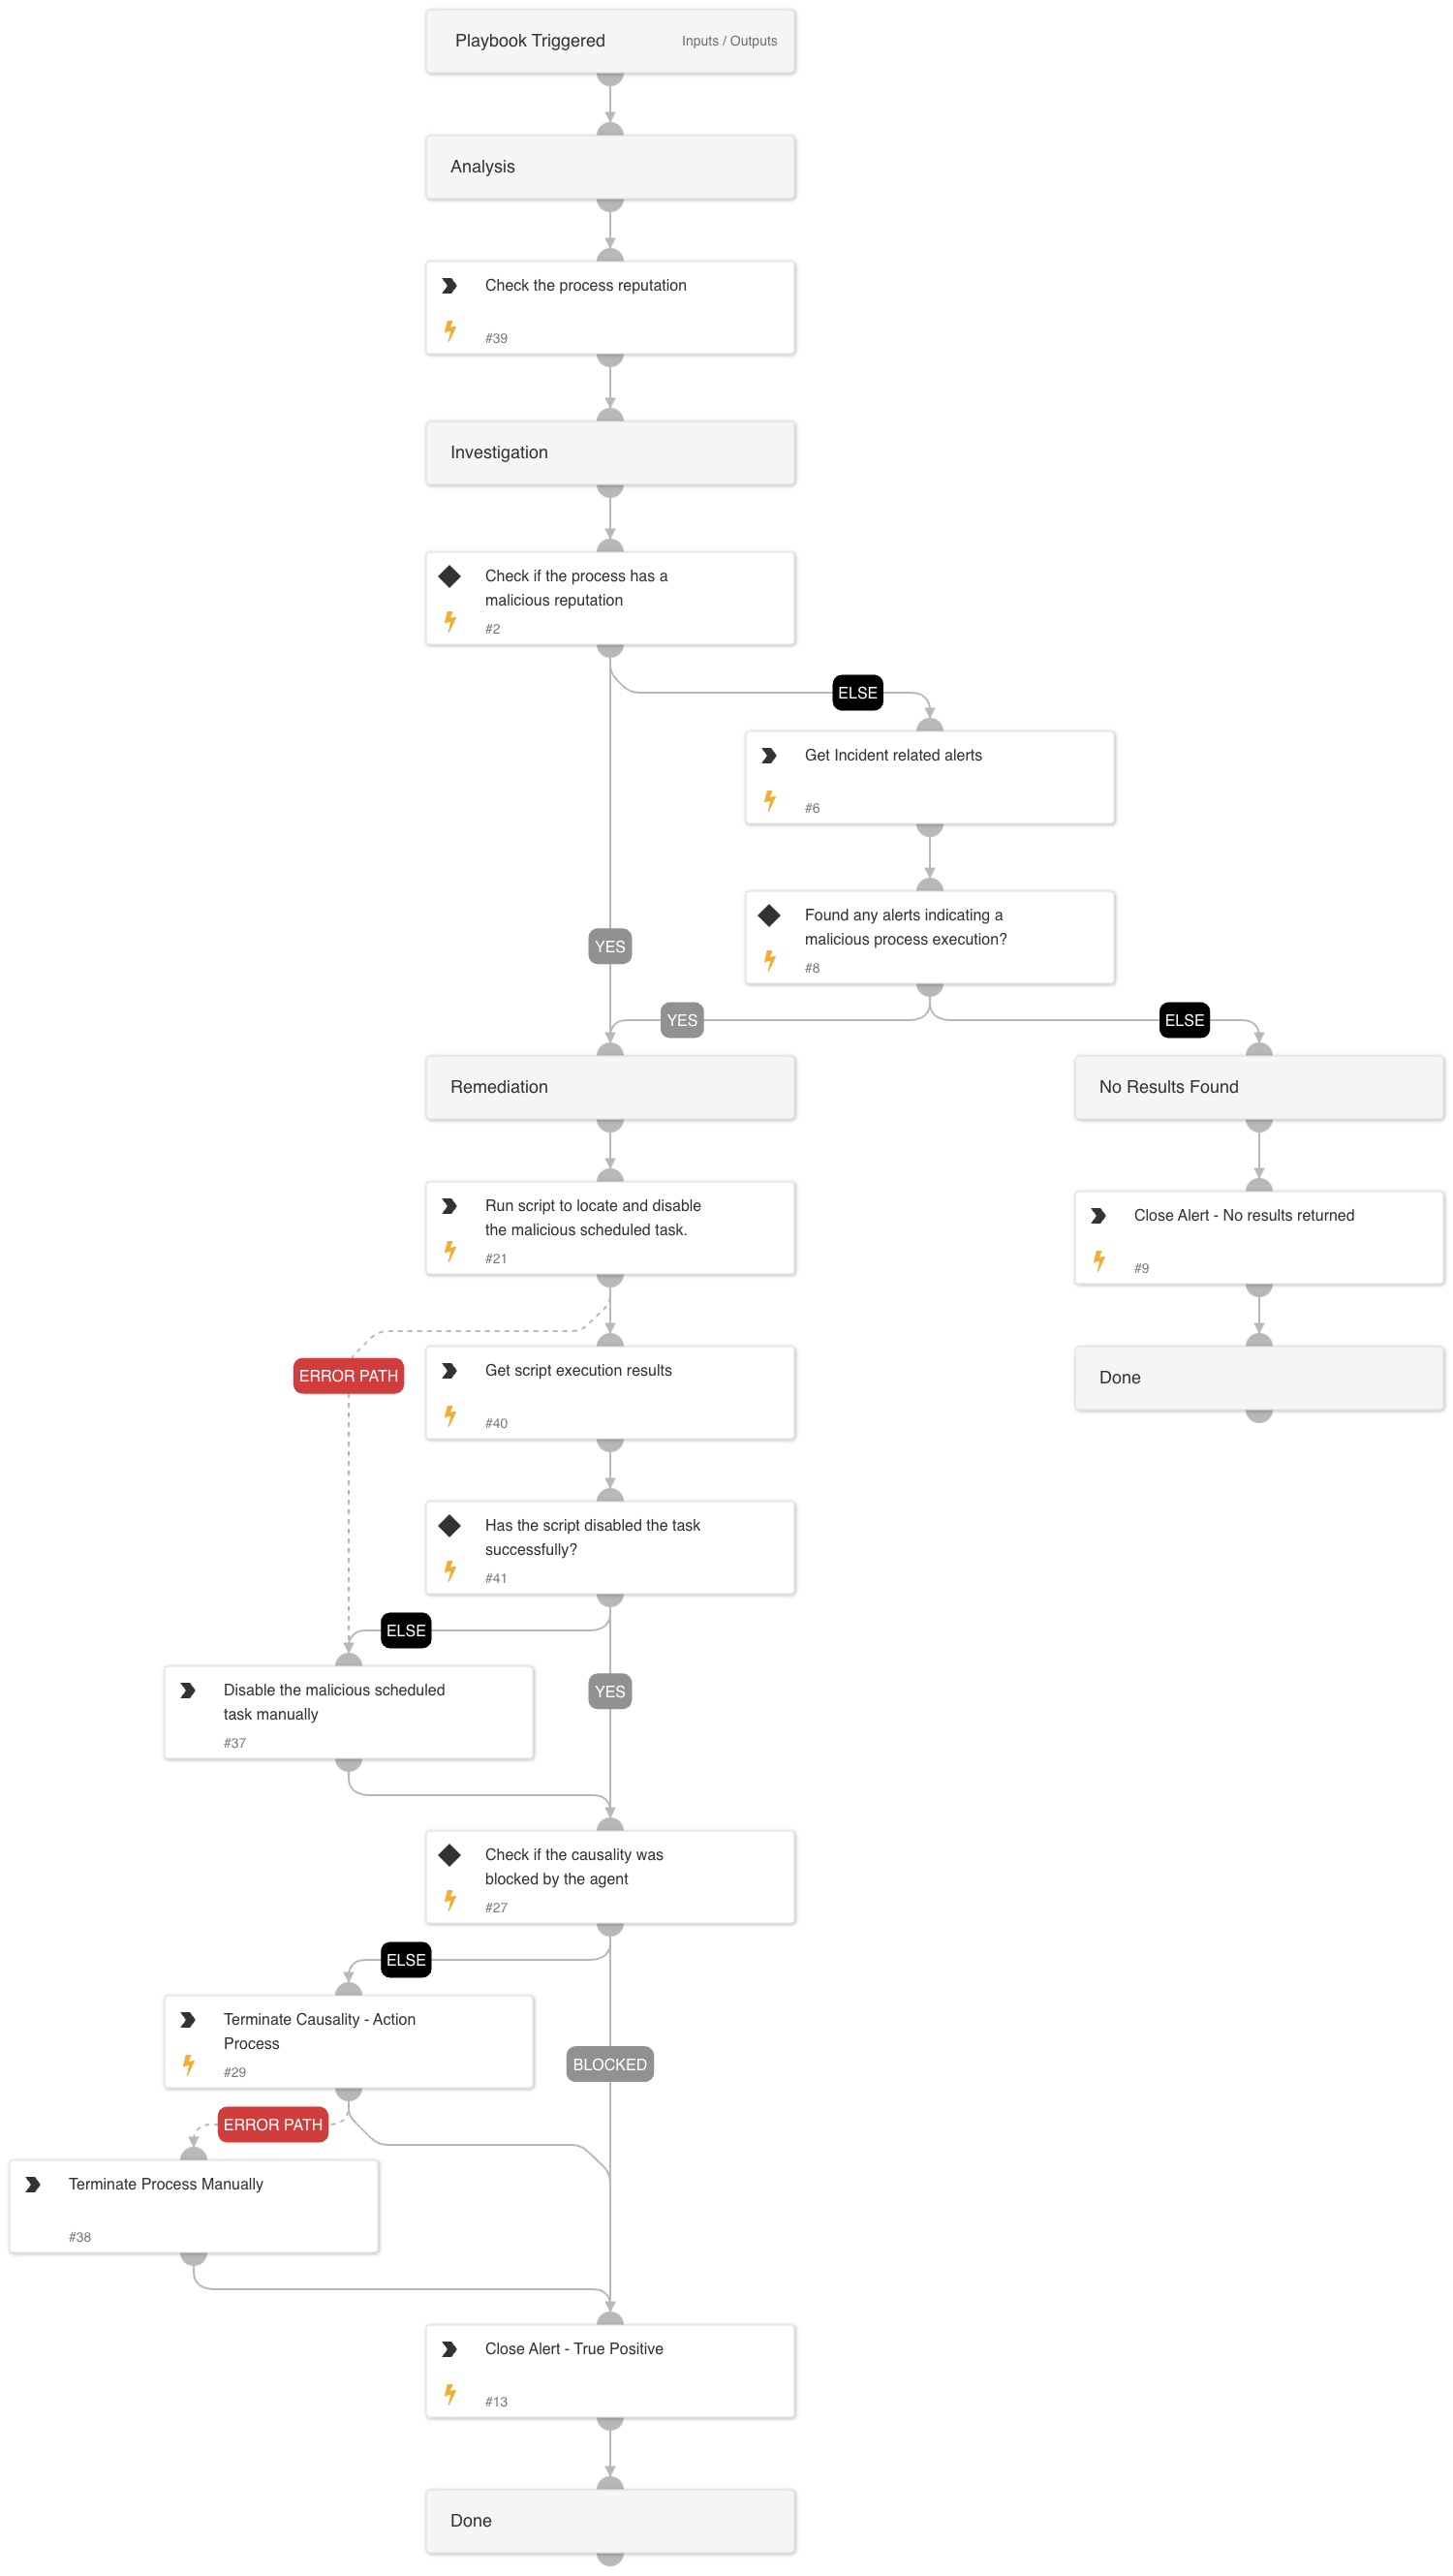 Playbook Triggered
Inputs / Outputs
Analysis
Check the process reputation
#39
Investigation
Check if the process has a
malicious reputation
#2
ELSE
Get Incident related alerts
#6
Found any alerts indicating a
malicious process execution?
#8
YES
YES
ELSE
Remediation
No Results Found
Run script to locate and disable
the malicious scheduled task.
#21
Close Alert - No results returned
#9
ERROR PATH
Get script execution results
#40
Done
Has the script disabled the task
successfully?
#41
ELSE
YES
Disable the malicious scheduled
task manually
#37
Check if the causality was
blocked by the agent
#27
ELSE
Terminate Causality - Action
Process
#29
BLOCKED
ERROR PATH
Terminate Process Manually
#38
Close Alert - True Positive
#13
Done